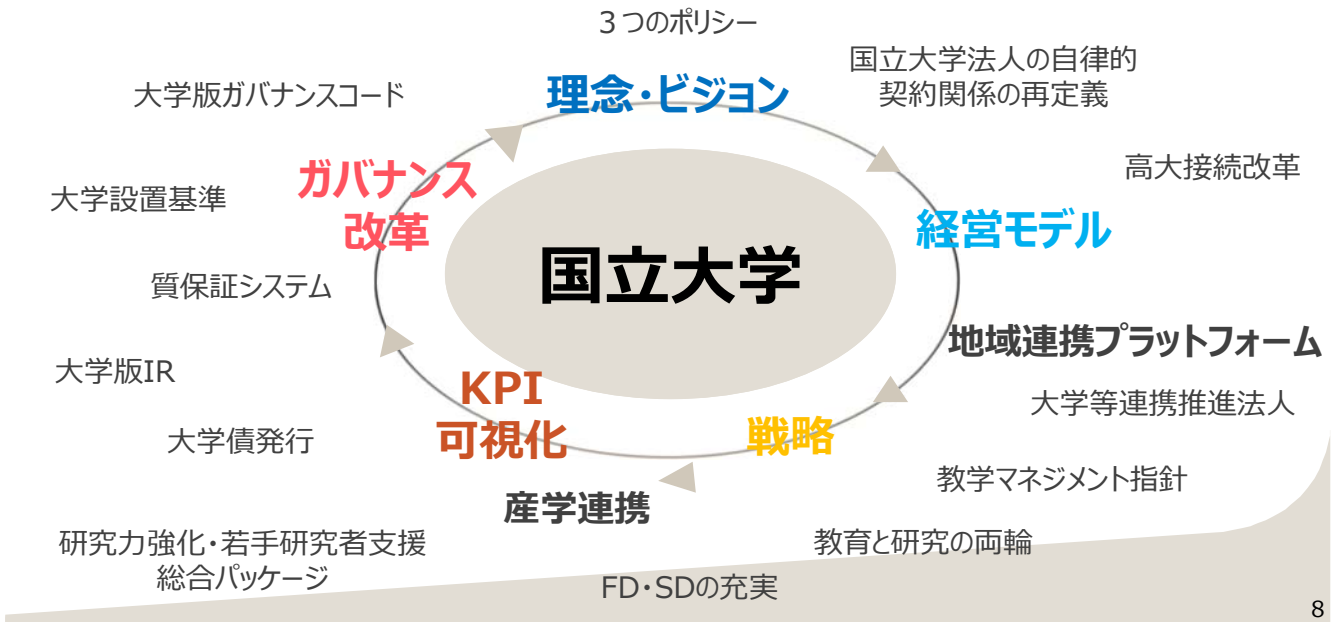 ３つのポリシー
国立大学法人の自律的
契約関係の再定義
大学版ガバナンスコード
理念・ビジョン
高大接続改革
ガバナンス
改革
大学設置基準
経営モデル
国立大学
質保証システム
地域連携プラットフォーム
大学版IR
KPI
可視化
大学等連携推進法人
戦略
大学債発行
教学マネジメント指針
産学連携
研究力強化・若手研究者支援
総合パッケージ
教育と研究の両輪
FD・SDの充実
8